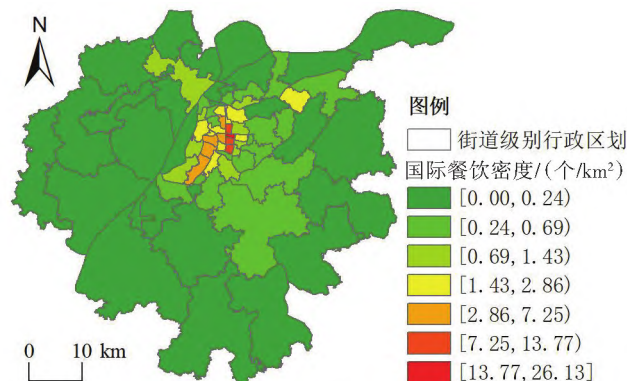 N
图例
街道级别行政区划
国际餐饮密度/(个/km²)
[0.00, 0.24)
[0.24, 0.69)
[0.69, 1.43)
[1.43, 2.86)
[2.86, 7.25)
[7.25, 13.77)
[13.77, 26.13]
0 10 km